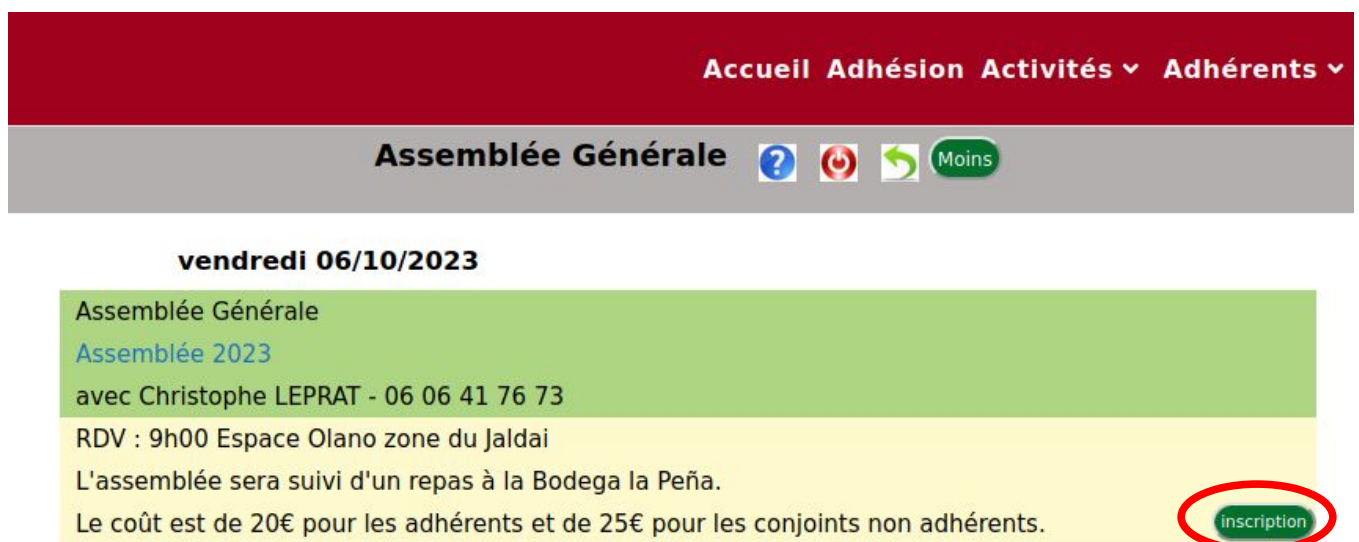 Accueil Adhésion Activités Adhérents
Assemblée Générale ? Moins
vendredi 06/10/2023
Assemblée Générale
Assemblée 2023
avec Christophe LEPRAT - 06 06 41 76 73
RDV : 9h00 Espace Olano zone du Jaldai
L'assemblée sera suivi d'un repas à la Bodega la Peña.
Le coût est de 20€ pour les adhérents et de 25€ pour les conjoints non adhérents. inscription